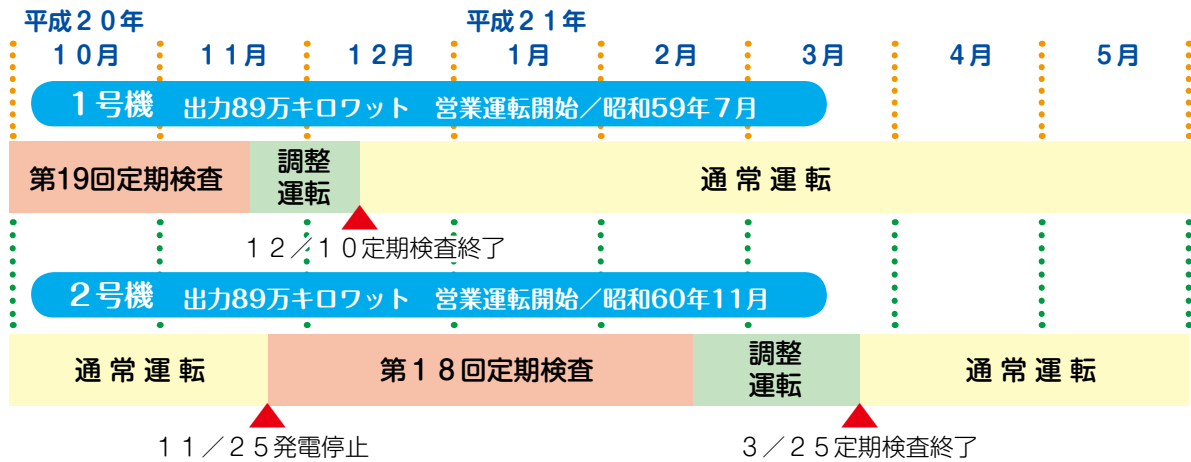 平成２０年 平成２１年
１０月 １１月 １２月 １月 ２月 ３月 ４月 ５月
１号機 出力89万キロワット 営業運転開始／昭和59年７月
第19回定期検査 調整運転 通常運転
１２／１０定期検査終了
２号機 出力89万キロワット 営業運転開始／昭和60年11月
通常運転 第１８回定期検査 調整運転 通常運転
１１／２５発電停止 ３／２５定期検査終了